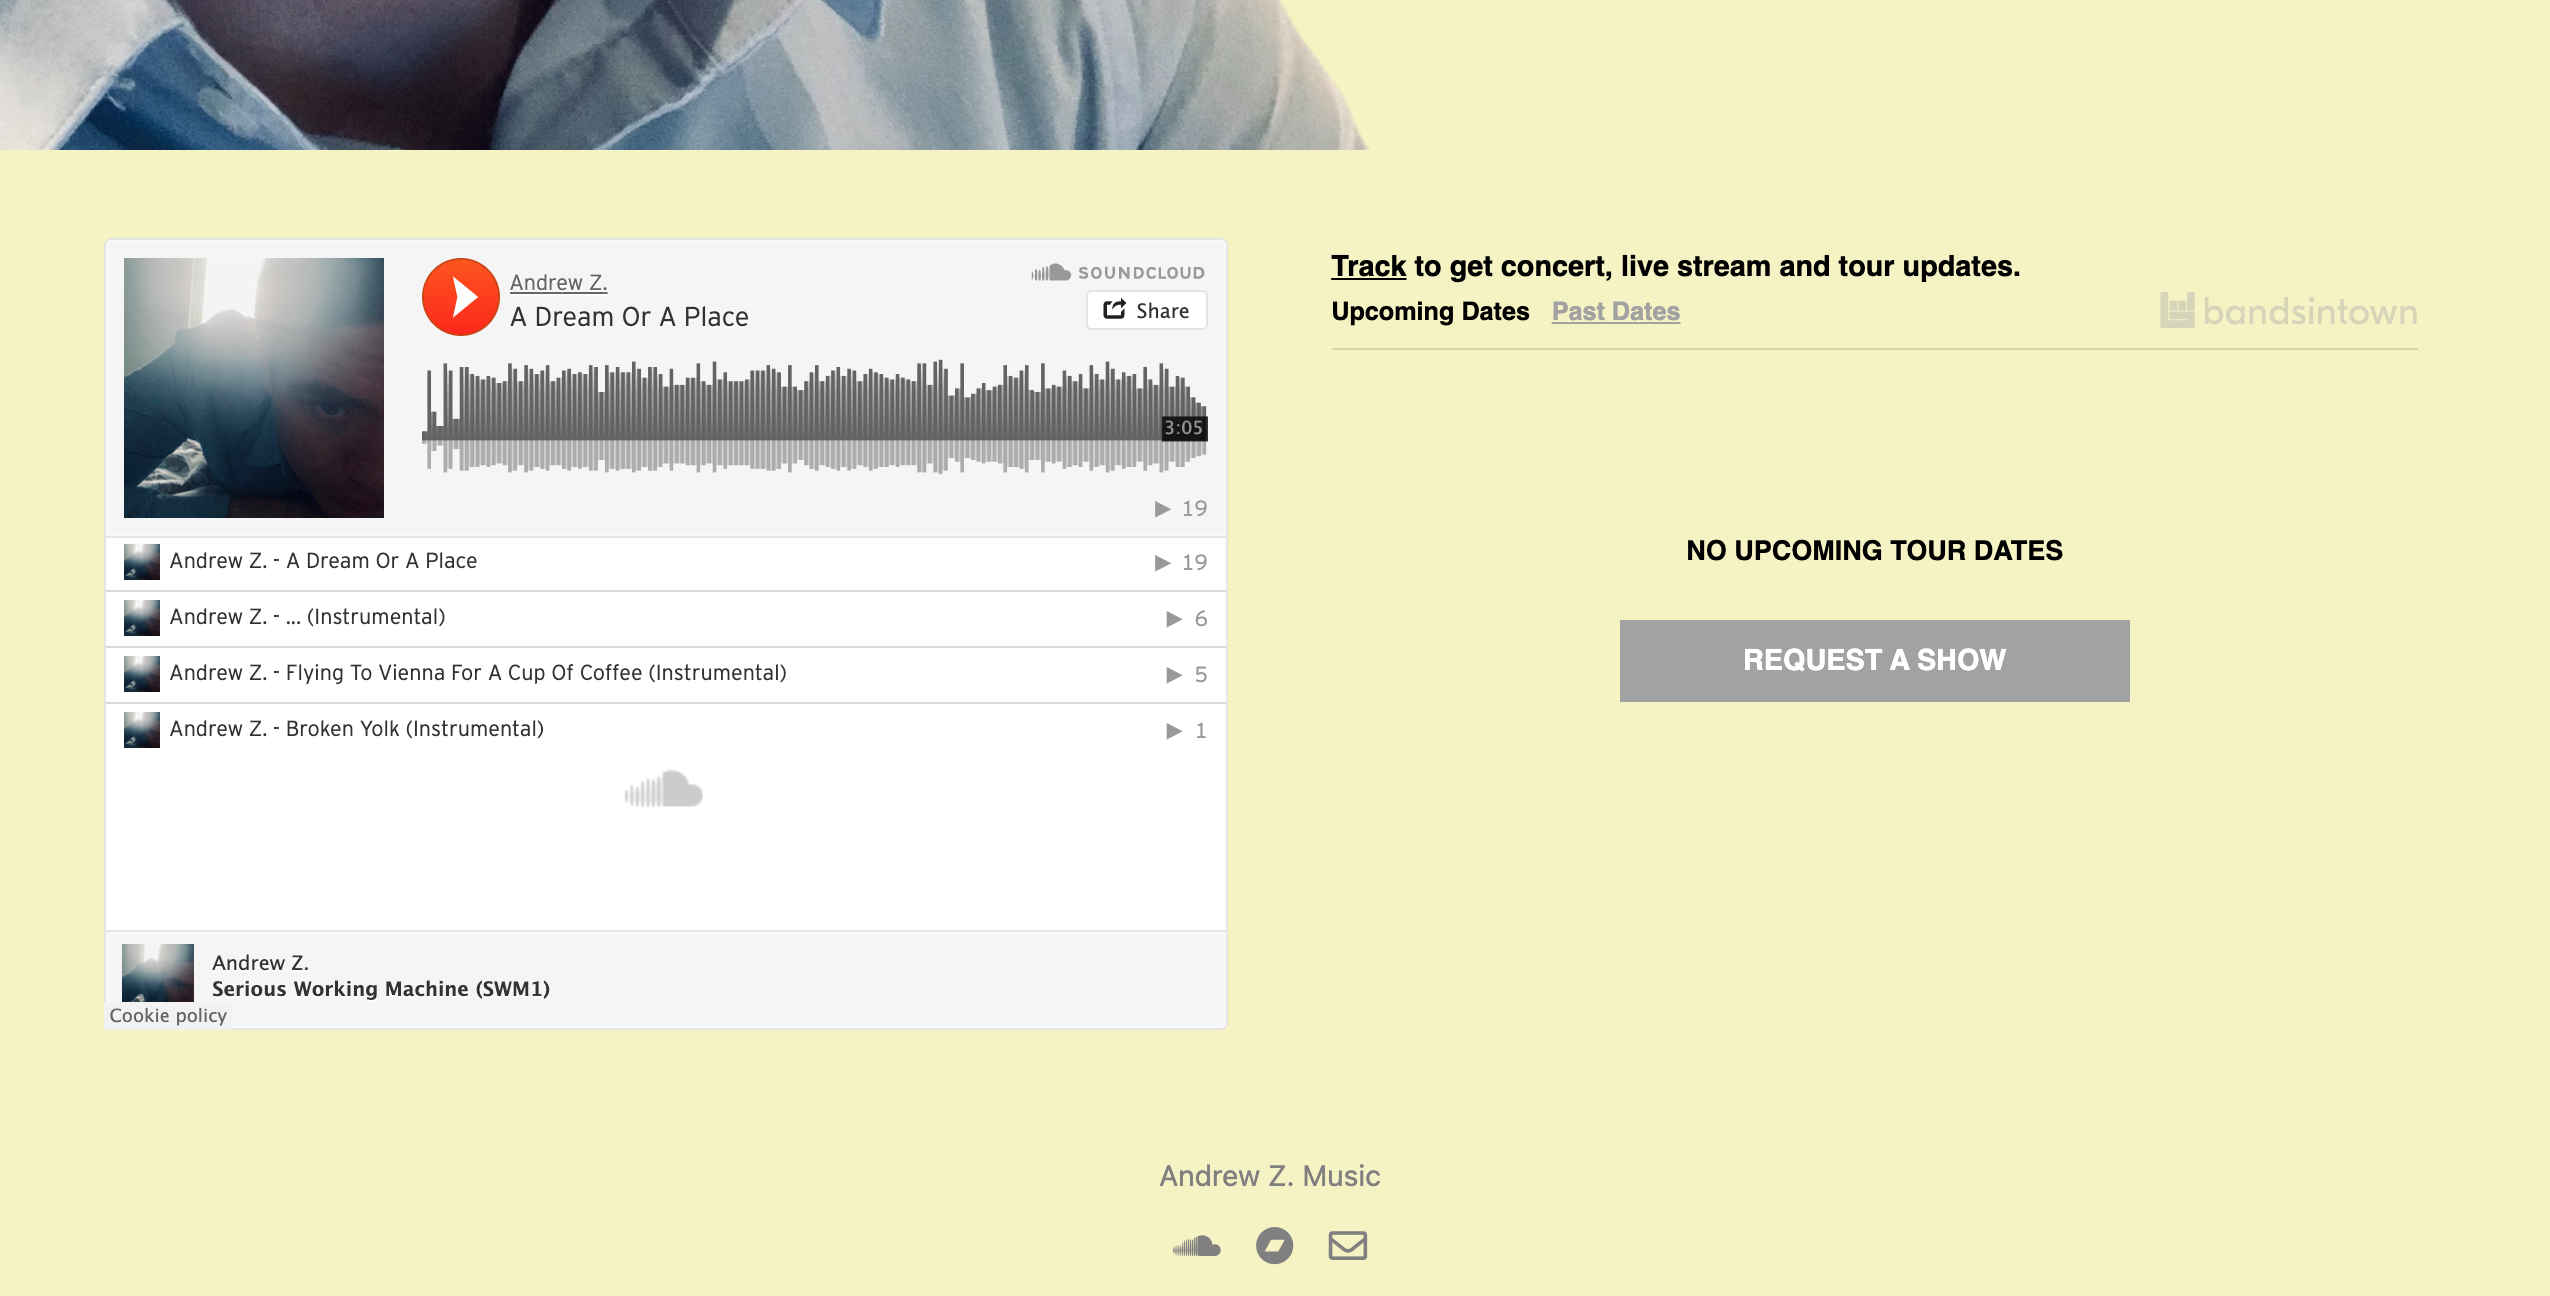 Andrew Z.
A Dream Or A Place
SOUNDCLOUD
Share
3:05
19
Andrew Z. - A Dream Or A Place 19
Andrew Z. - ... (Instrumental) 6
Andrew Z. - Flying To Vienna For A Cup Of Coffee (Instrumental) 5
Andrew Z. - Broken Yolk (Instrumental) 1
Andrew Z.
Serious Working Machine (SWM1)
Cookie policy
Track to get concert, live stream and tour updates.
Upcoming Dates Past Dates
bandsintown
NO UPCOMING TOUR DATES
REQUEST A SHOW
Andrew Z. Music